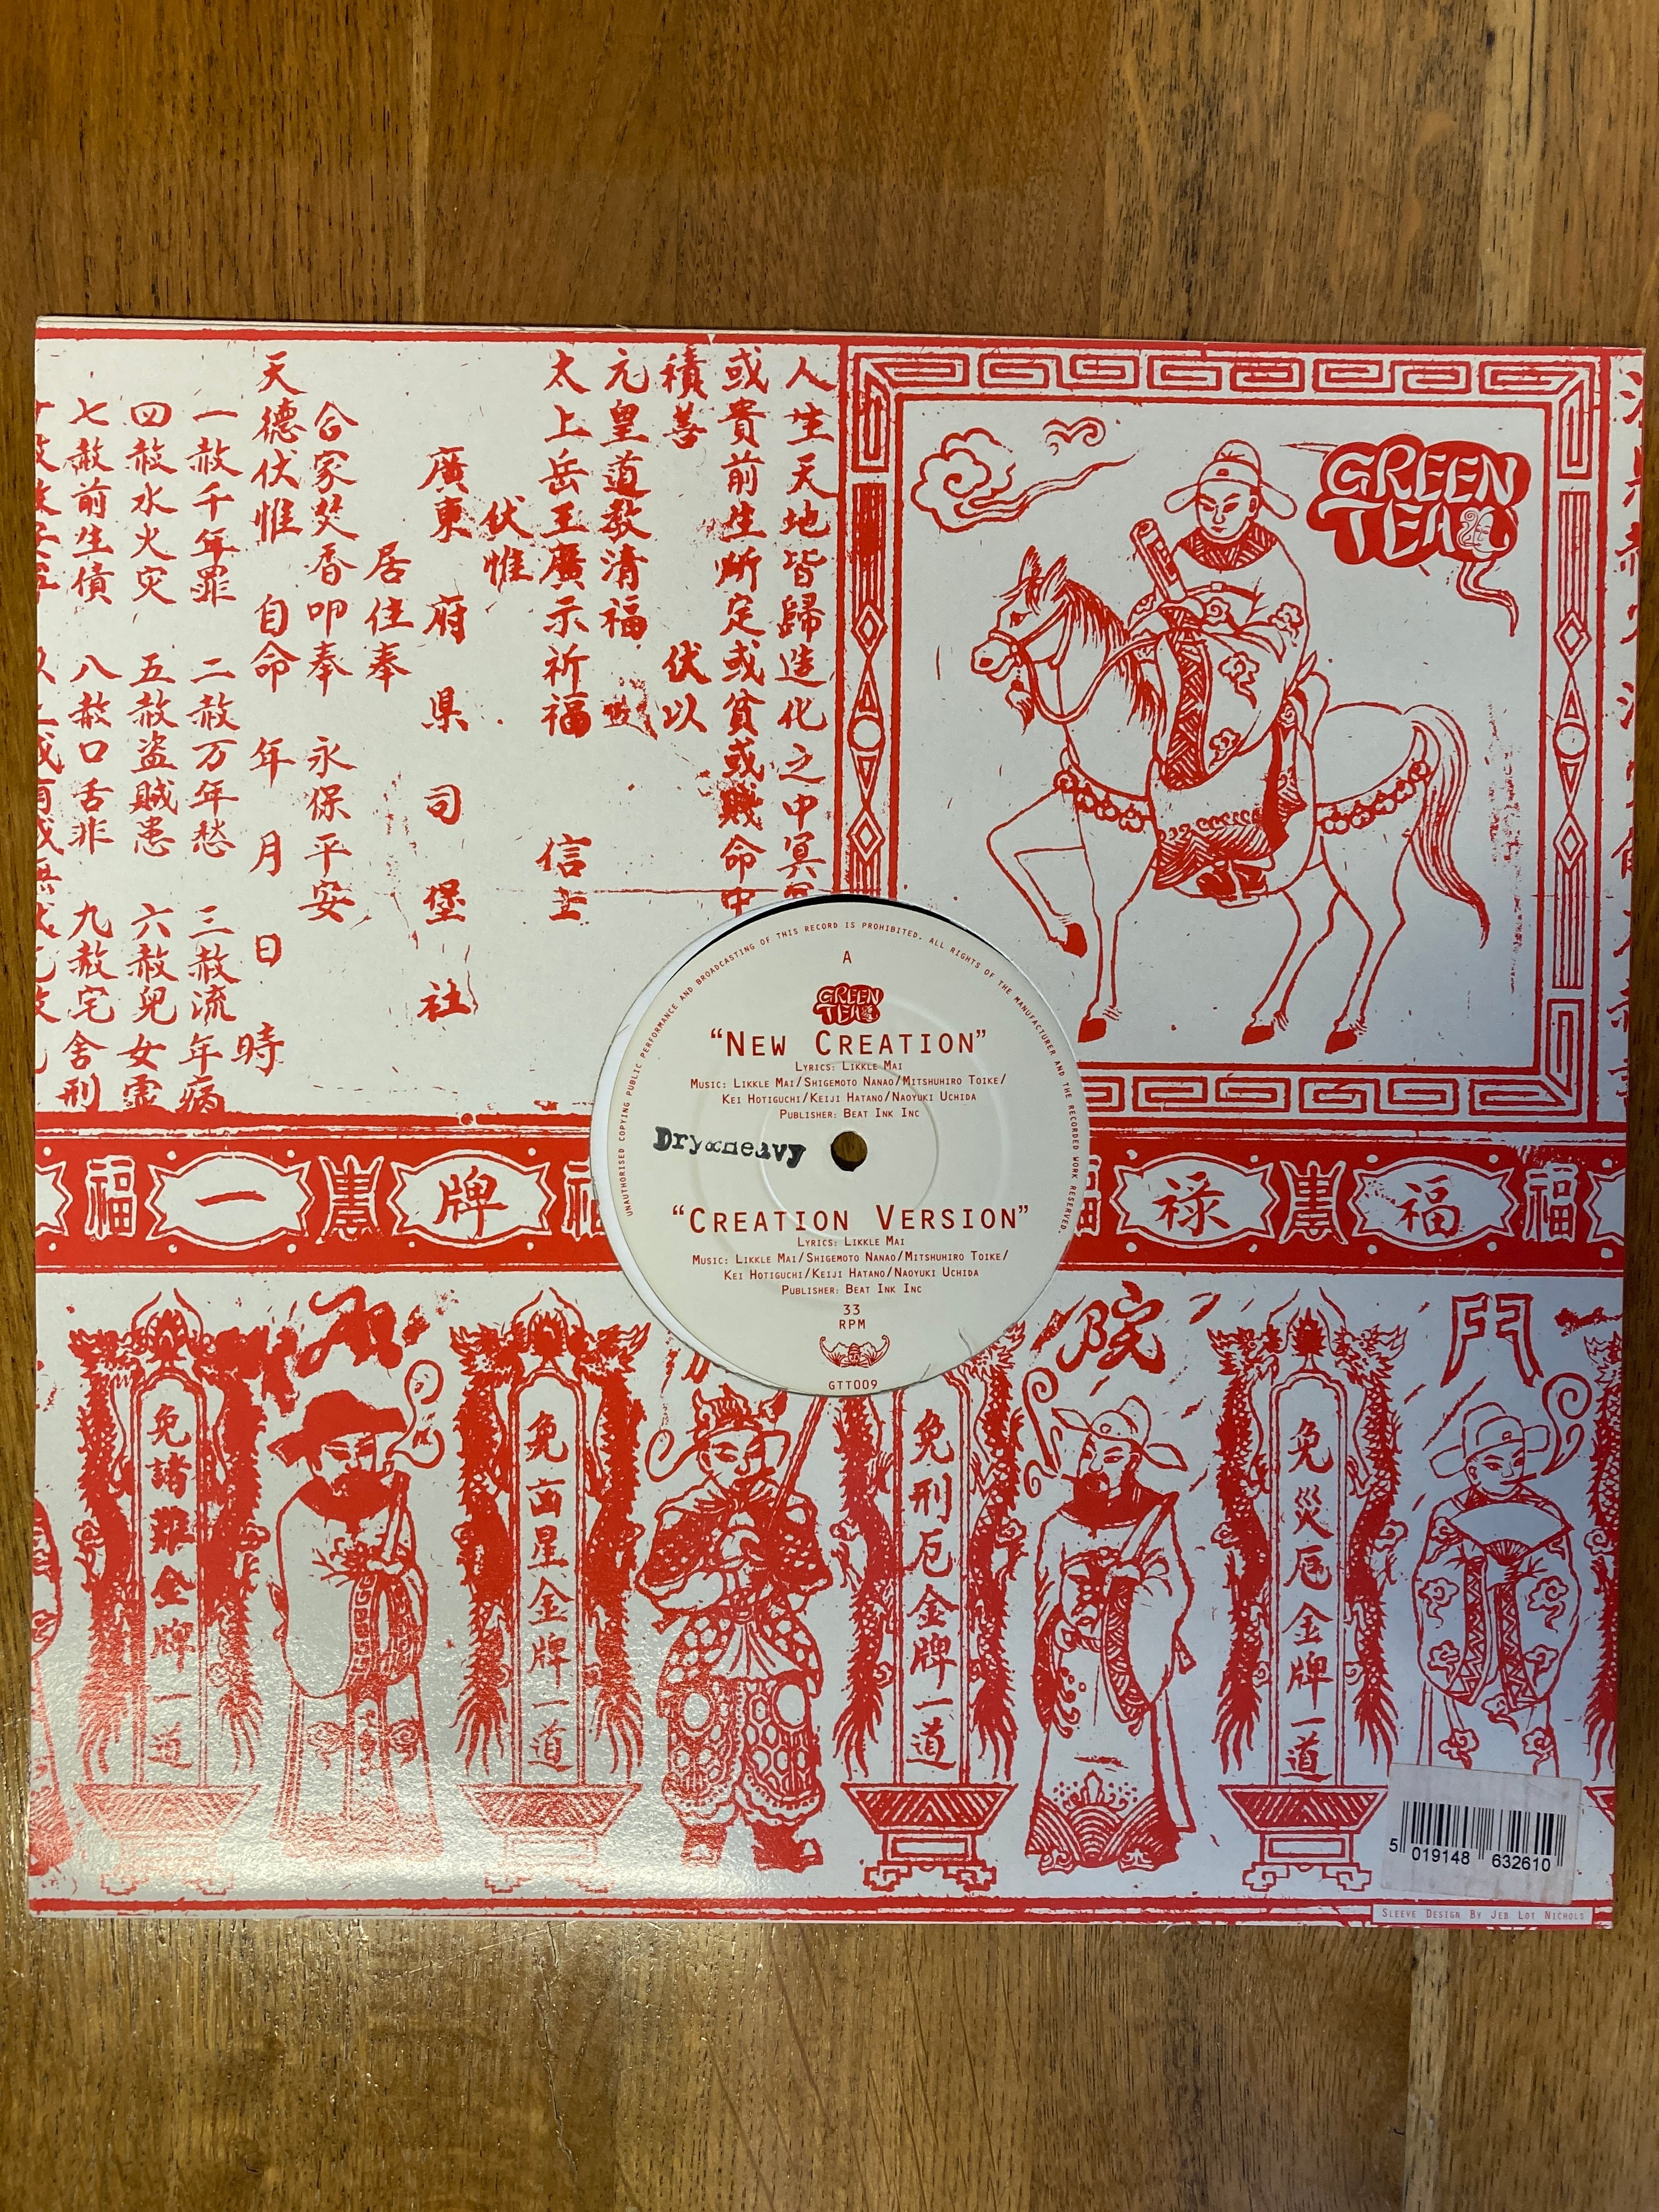 人生天地皆歸造化之中冥
或貴前生所定或貧或賤命中
積善 伏以
元皇道教清福
太上岳王廣示祈福 信士
伏惟
廣東 府 県 司 堡 社
居住奉
合家焚香叩奉 永保平安
天德伏惟 自命 年 月 日 時
一赦千年罪 二赦万年愁 三赦流年病
四赦水火灾 五赦盗賊患 六赦兒女霊
七赦前生債 八赦口舌非 九赦宅舍刑
GREEN
TEA
A
GREEN
TEA
"New Creation"
Lyrics: Likkle Mai
Music: Likkle Mai/Shigemoto Nanao/Mitshuhiro Toike/
Kei Hotiguchi/Keiji Hatano/Naoyuki Uchida
Publisher: Beat Ink Inc
Dry&Heavy
"Creation Version"
Lyrics: Likkle Mai
Music: Likkle Mai/Shigemoto Nanao/Mitshuhiro Toike/
Kei Hotiguchi/Keiji Hatano/Naoyuki Uchida
Publisher: Beat Ink Inc
33
RPM
GTT009
UNAUTHORISED COPYING PUBLIC PERFORMANCE AND BROADCASTING OF THIS RECORD IS PROHIBITED. ALL RIGHTS OF THE MANUFACTURER AND THE RECORDED WORK RESERVED.
福 一 牌 福 禄 福 福
院 門
免諸難金牌一道
免凶星金牌一道
免刑厄金牌一道
免災厄金牌一道
5 019148 632610
Sleeve Design By Jeb Loy Nichols